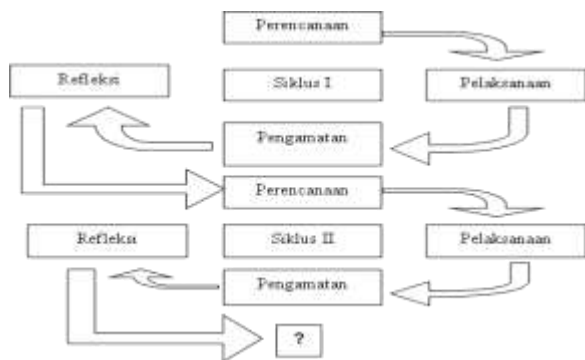 Perencanaan
Refleksi
Siklus I
Pelaksanaan
Pengamatan
Perencanaan
Refleksi
Siklus II
Pelaksanaan
Pengamatan
?